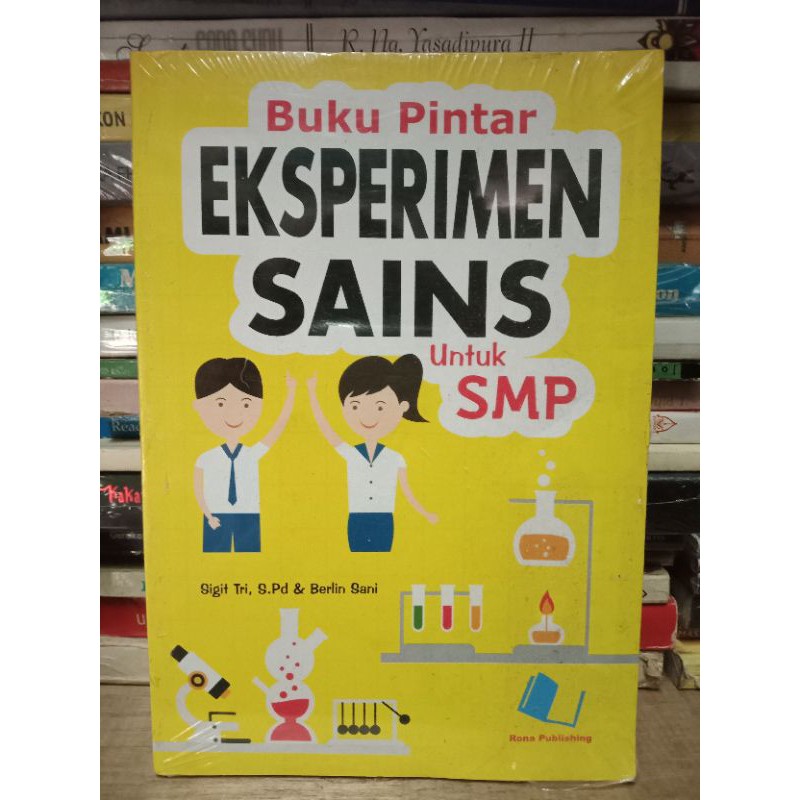 R. Ng. Yasadipura II
Buku Pintar
EKSPERIMEN
SAINS
Untuk
SMP
Sigit Tri, S.Pd & Berlin Sani
Rona Publishing